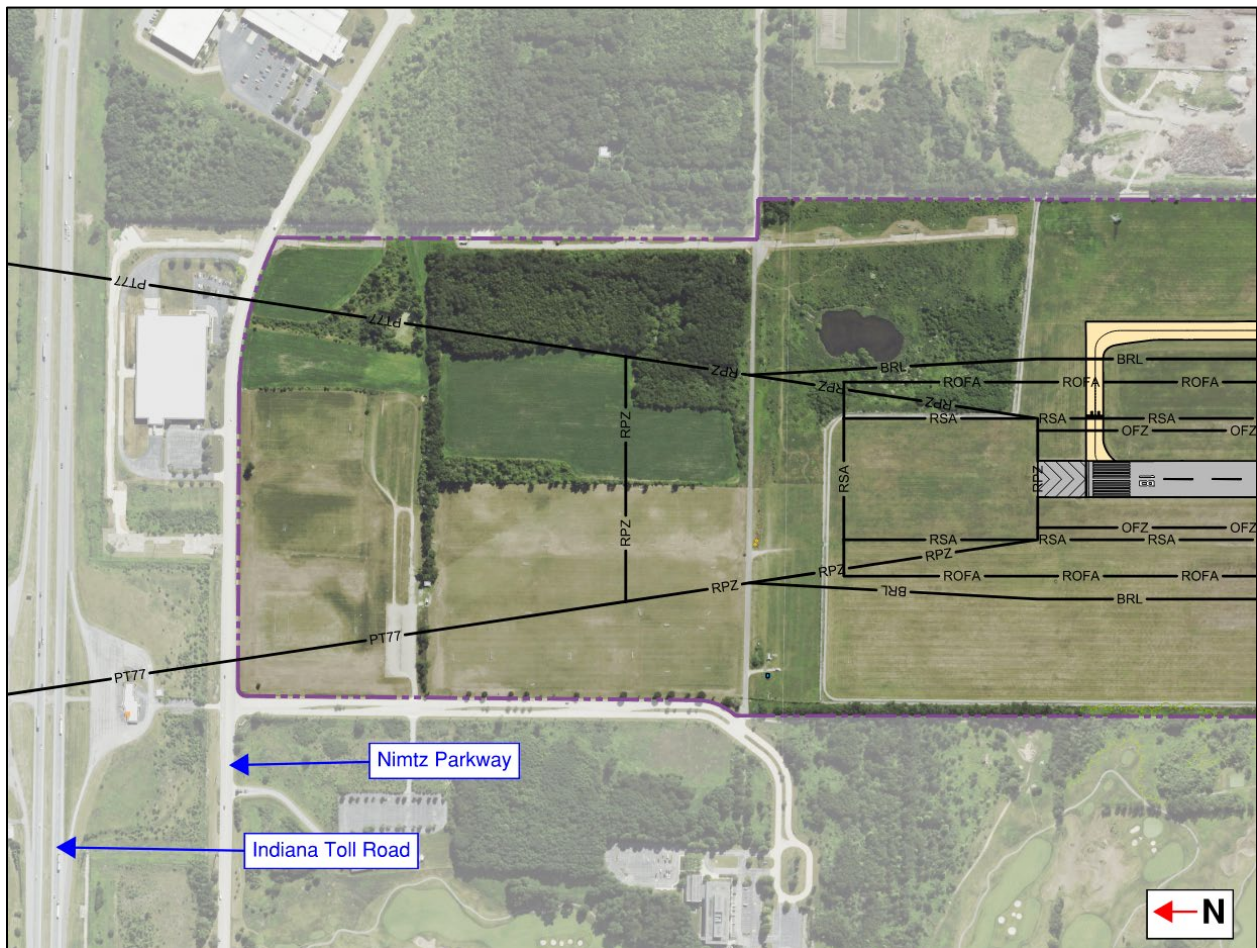 PT77
PT77
RPZ
BRL
RPZ
RPZ
BRL
ROFA
ROFA
ROFA
RSA
RSA
RSA
OFZ
OFZ
RPZ
RSA
RPZ
RPZ
OFZ
OFZ
RSA
RSA
RSA
RPZ
RPZ
RPZ
ROFA
ROFA
ROFA
BRL
BRL
PT77
PT77
Nimtz Parkway
Indiana Toll Road
N